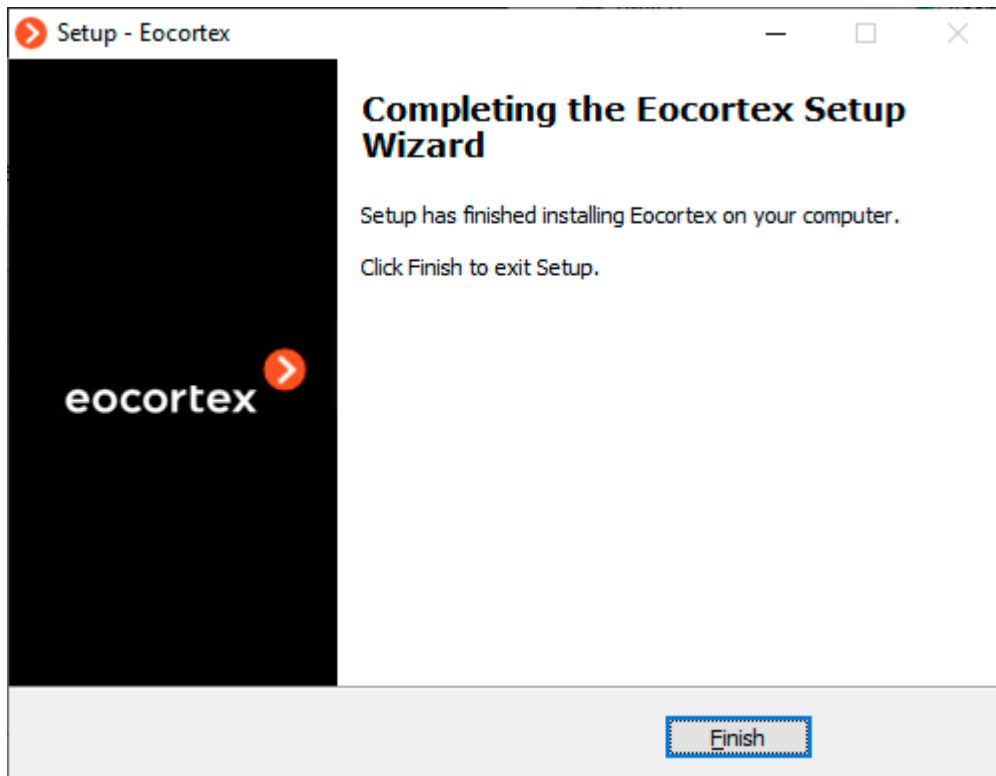 Setup - Eocortex
Completing the Eocortex Setup
Wizard
Setup has finished installing Eocortex on your computer.
Click Finish to exit Setup.
eocortex
Finish